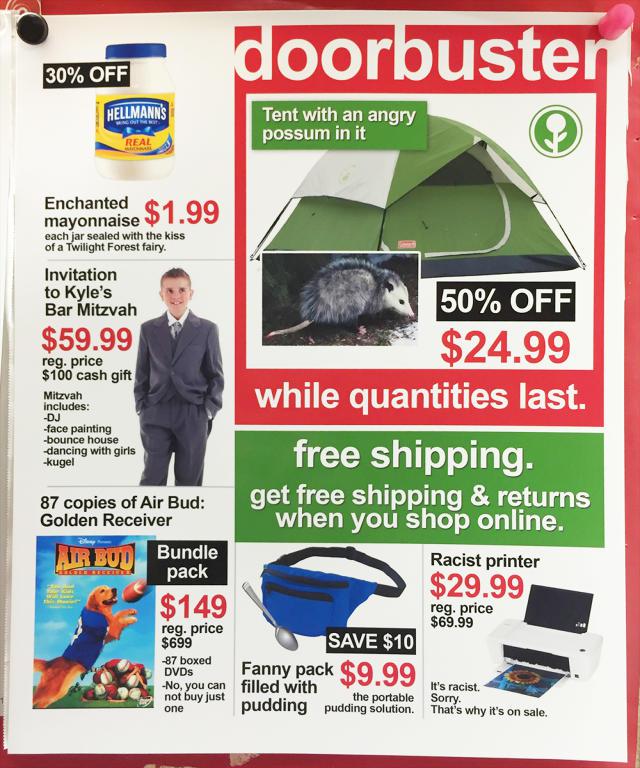 30% OFF
HELLMANN'S
BRING OUT THE BEST
REAL
MAYONNAISE
Enchanted
mayonnaise $1.99
each jar sealed with the kiss
of a Twilight Forest fairy.
doorbuster
Tent with an angry
possum in it
Coleman
50% OFF
$24.99
while quantities last.
Invitation
to Kyle's
Bar Mitzvah
$59.99
reg. price
$100 cash gift
Mitzvah
includes:
-DJ
-face painting
-bounce house
-dancing with girls
-kugel
free shipping.
get free shipping & returns
when you shop online.
87 copies of Air Bud:
Golden Receiver
Disney
AIR BUD
GOLDEN RECEIVER
Bundle
pack
$149
reg. price
$699
-87 boxed
DVDs
-No, you can
not buy just
one
SAVE $10
Fanny pack
filled with
pudding
$9.99
the portable
pudding solution.
Racist printer
$29.99
reg. price
$69.99
It's racist.
Sorry.
That's why it's on sale.